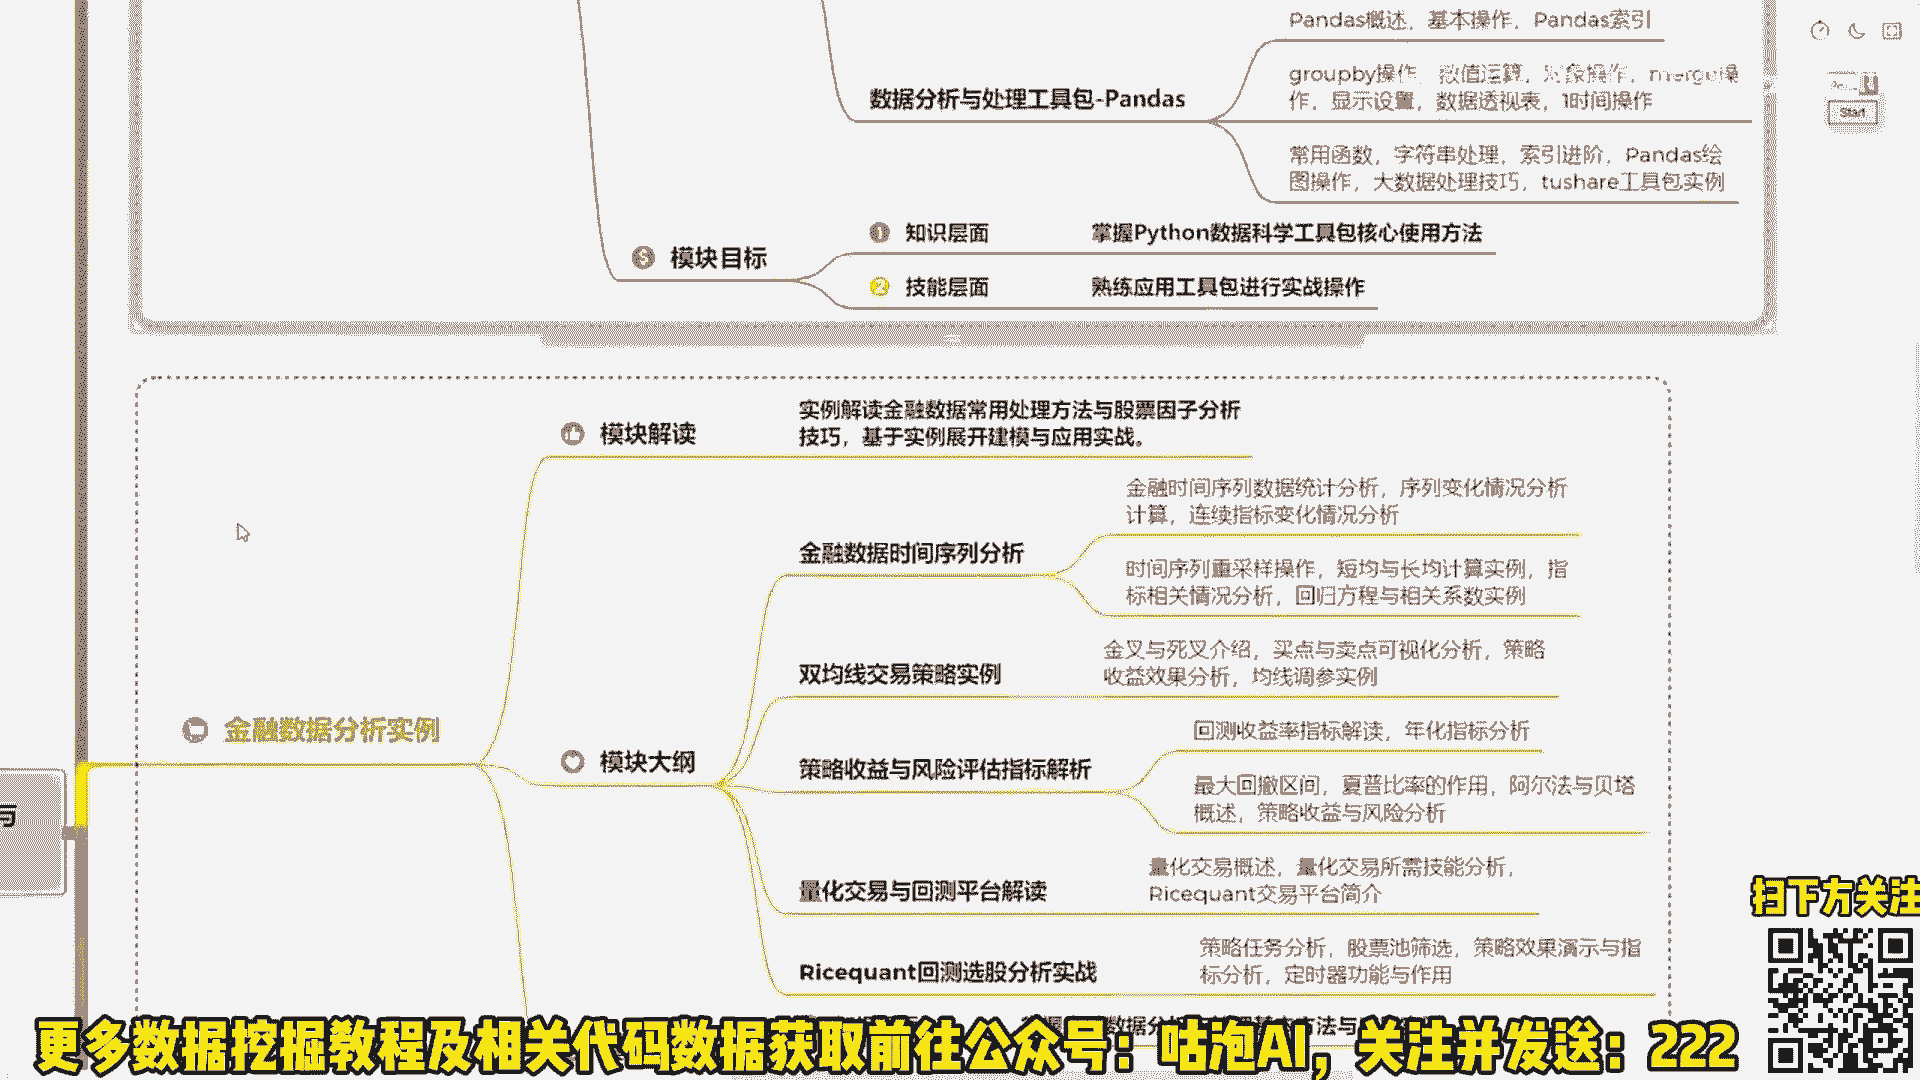 Pandas概述，基本操作，Pandas索引
groupby操作，数值运算，对象操作，merge操
作，显示设置，数据透视表，1时间操作
数据分析与处理工具包-Pandas
常用函数，字符串处理，索引进阶，Pandas绘
图操作，大数据处理技巧，tushare工具包实例
Start
模块目标
1 知识层面 掌握Python数据科学工具包核心使用方法
2 技能层面 熟练应用工具包进行实战操作
模块解读
实例解读金融数据常用处理方法与股票因子分析
技巧，基于实例展开建模与应用实战。
金融时间序列数据统计分析，序列变化情况分析
计算，连续指标变化情况分析
金融数据时间序列分析
时间序列重采样操作，短均与长均计算实例，指
标相关情况分析，回归方程与相关系数实例
双均线交易策略实例
金叉与死叉介绍，买点与卖点可视化分析，策略
收益效果分析，均线调参实例
金融数据分析实例
模块大纲
策略收益与风险评估指标解析
回测收益率指标解读，年化指标分析
最大回撤区间，夏普比率的作用，阿尔法与贝塔
概述，策略收益与风险分析
与
量化交易与回测平台解读
量化交易概述，量化交易所需技能分析，
Ricequant交易平台简介
Ricequant回测选股分析实战
策略任务分析，股票池筛选，策略效果演示与指
标分析，定时器功能与作用
扫下方关注
更多数据挖掘教程及相关代码数据获取前往公众号：咕泡AI，关注并发送：222